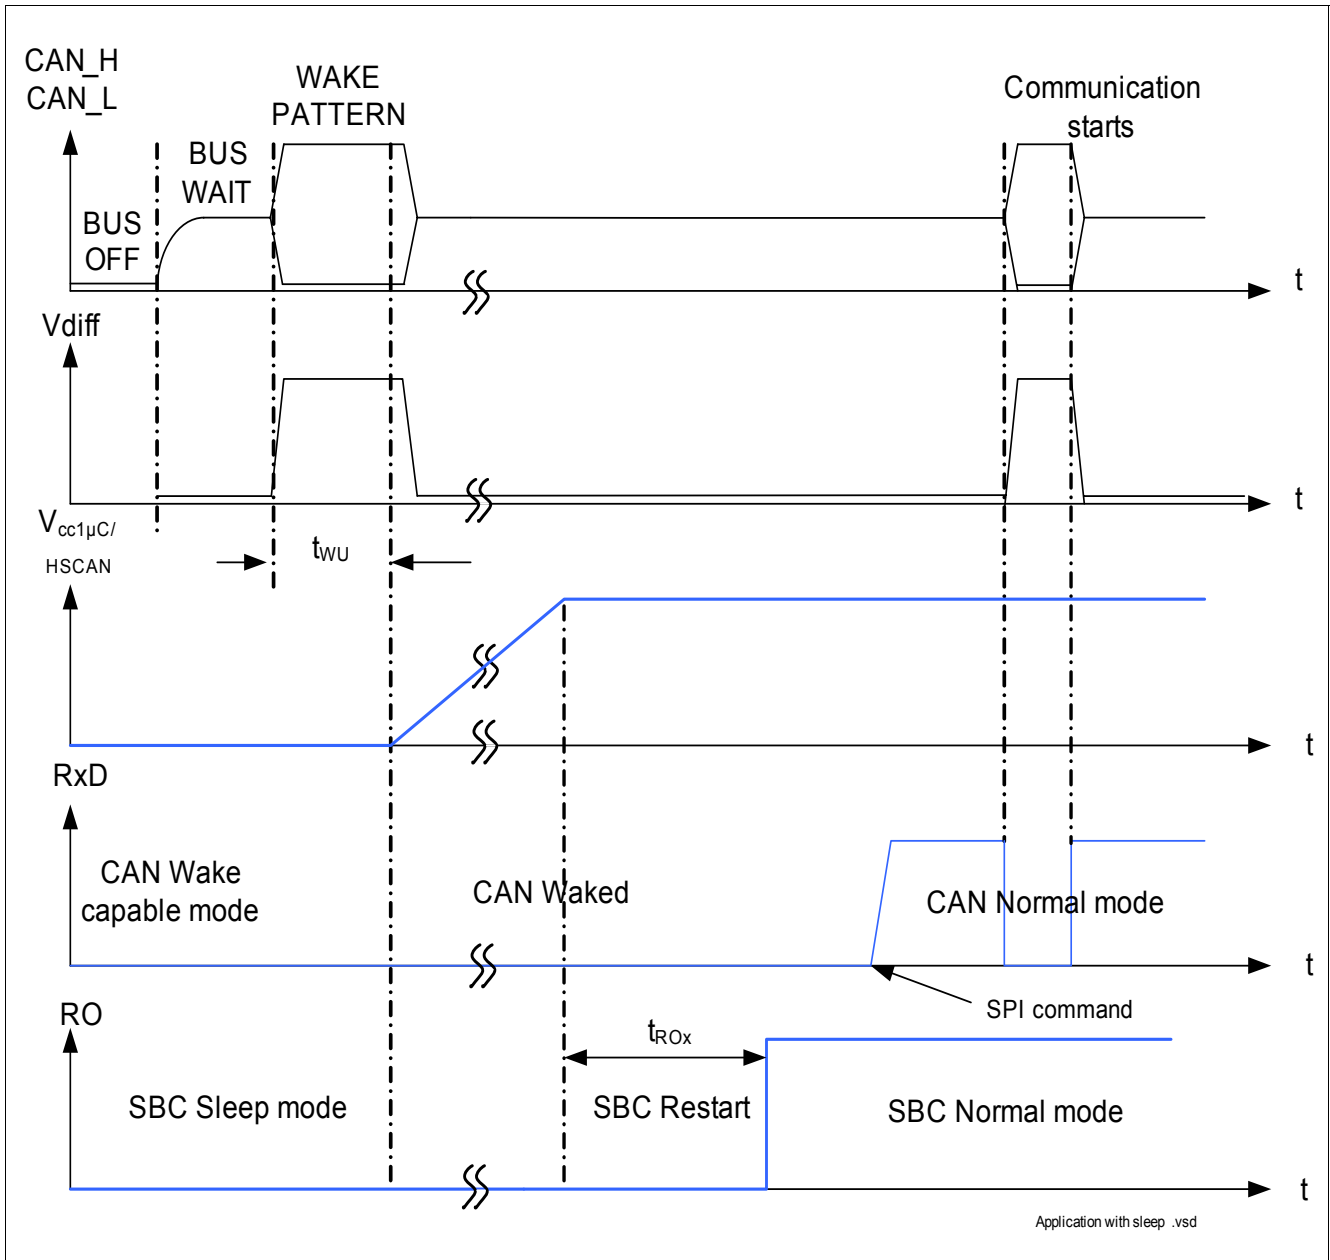 CAN_H
CAN_L
WAKE
PATTERN
Communication
starts
BUS
WAIT
BUS
OFF
t
Vdiff
t
Vcc1µC/
HSCAN
tWU
t
RxD
CAN Wake
capable mode
CAN Waked
CAN Normal mode
t
SPI command
RO
tROx
SBC Sleep mode
SBC Restart
SBC Normal mode
t
Application with sleep .vsd